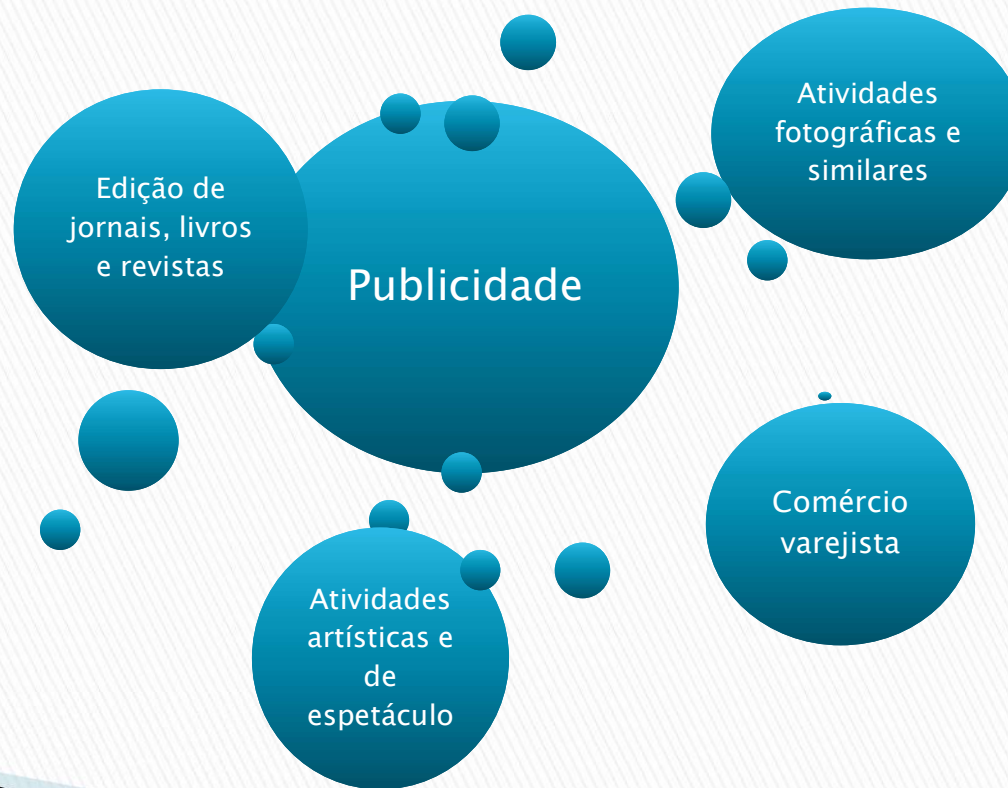 Edição de
jornais, livros
e revistas
Publicidade
Atividades
fotográficas e
similares
Comércio
varejista
Atividades
artísticas e
de
espetáculo